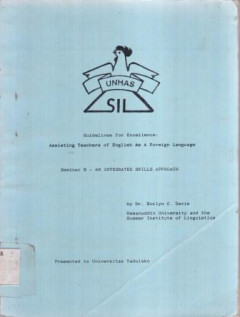 UNHAS
SIL
Guidelines for Excellence:
Assisting Teachers of English As A Foreign Language
Seminar B - AN INTEGRATED SKILLS APPROACH
by Dr. Evelyn C. Davis
Hasanuddin University and the
Summer Institute of Linguistics
Presented to Universitas Tadulako